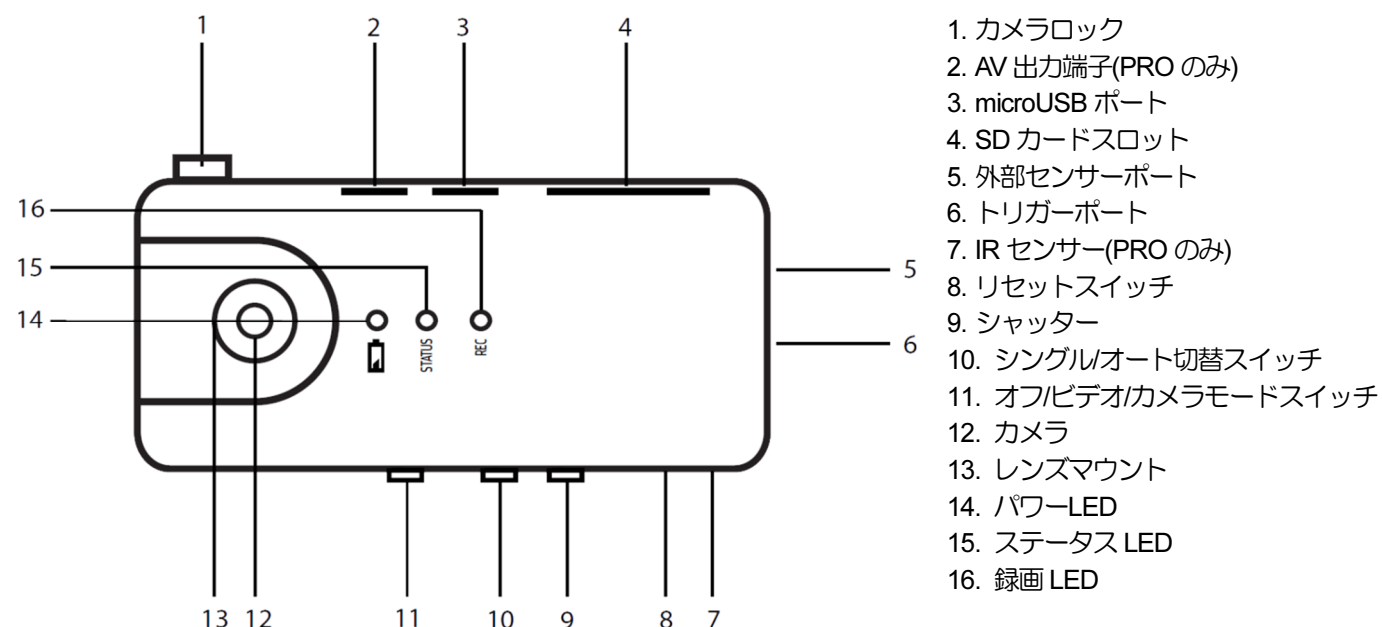 1 2 3 4
16
15
14
5
6
STATUS
REC
13 12 11 10 9 8 7
1. カメラロック
2. AV 出力端子(PRO のみ)
3. microUSB ポート
4. SD カードスロット
5. 外部センサーポート
6. トリガーポート
7. IR センサー(PRO のみ)
8. リセットスイッチ
9. シャッター
10. シングル/オート切替スイッチ
11. オフ/ビデオ/カメラモードスイッチ
12. カメラ
13. レンズマウント
14. パワーLED
15. ステータス LED
16. 録画 LED